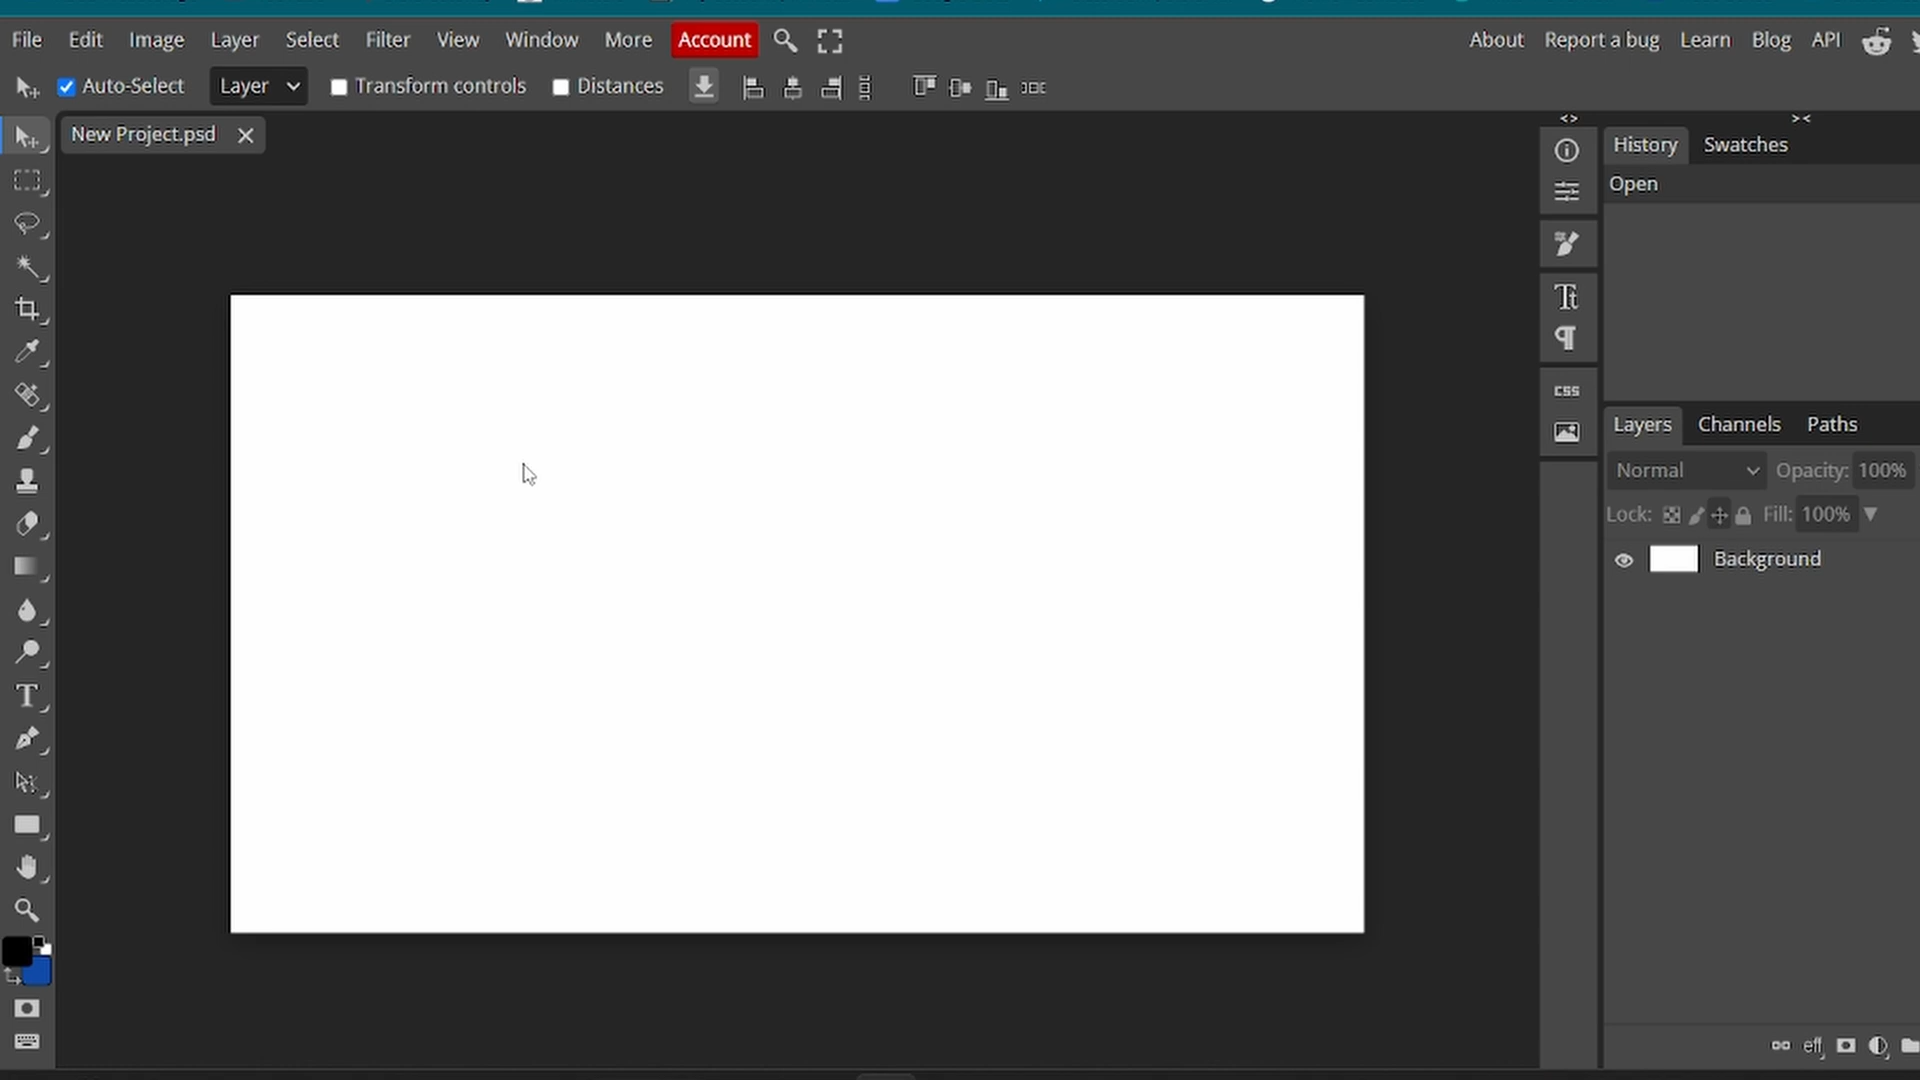 File Edit Image Layer Select Filter View Window More Account About Report a bug Learn Blog API
Auto-Select Layer Transform controls Distances
New Project.psd
History Swatches
Open
CSS
Layers Channels Paths
Normal Opacity: 100%
Lock: Fill: 100%
Background
eff